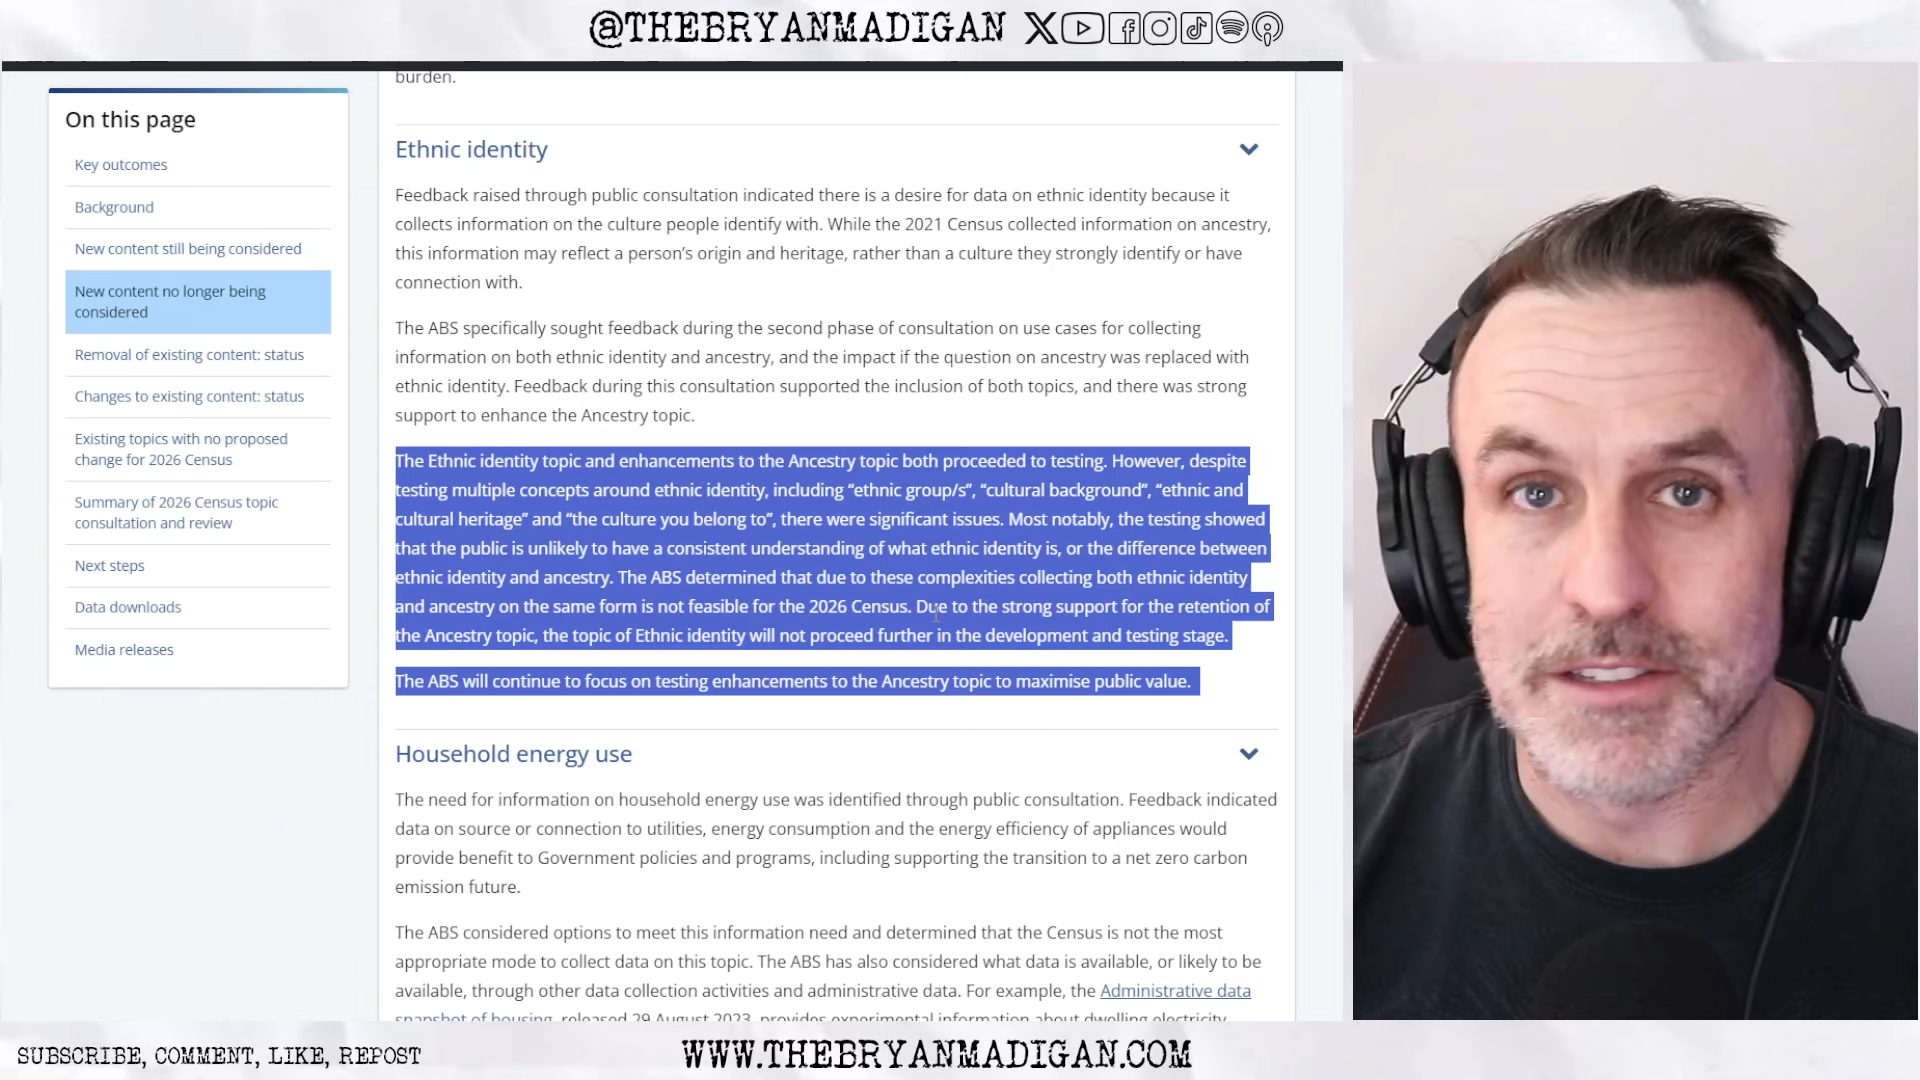 @THEBRYANMADIGAN
burden.
On this page
Key outcomes
Background
New content still being considered
New content no longer being
considered
Removal of existing content: status
Changes to existing content: status
Existing topics with no proposed
change for 2026 Census
Summary of 2026 Census topic
consultation and review
Next steps
Data downloads
Media releases
Ethnic identity
Feedback raised through public consultation indicated there is a desire for data on ethnic identity because it
collects information on the culture people identify with. While the 2021 Census collected information on ancestry,
this information may reflect a person’s origin and heritage, rather than a culture they strongly identify or have
connection with.
The ABS specifically sought feedback during the second phase of consultation on use cases for collecting
information on both ethnic identity and ancestry, and the impact if the question on ancestry was replaced with
ethnic identity. Feedback during this consultation supported the inclusion of both topics, and there was strong
support to enhance the Ancestry topic.
The Ethnic identity topic and enhancements to the Ancestry topic both proceeded to testing. However, despite
testing multiple concepts around ethnic identity, including “ethnic group/s”, “cultural background”, “ethnic and
cultural heritage” and “the culture you belong to”, there were significant issues. Most notably, the testing showed
that the public is unlikely to have a consistent understanding of what ethnic identity is, or the difference between
ethnic identity and ancestry. The ABS determined that due to these complexities collecting both ethnic identity
and ancestry on the same form is not feasible for the 2026 Census. Due to the strong support for the retention of
the Ancestry topic, the topic of Ethnic identity will not proceed further in the development and testing stage.
The ABS will continue to focus on testing enhancements to the Ancestry topic to maximise public value.
Household energy use
The need for information on household energy use was identified through public consultation. Feedback indicated
data on source or connection to utilities, energy consumption and the energy efficiency of appliances would
provide benefit to Government policies and programs, including supporting the transition to a net zero carbon
emission future.
The ABS considered options to meet this information need and determined that the Census is not the most
appropriate mode to collect data on this topic. The ABS has also considered what data is available, or likely to be
available, through other data collection activities and administrative data. For example, the Administrative data
snapshot of housing, released 29 August 2023, provides experimental information about dwelling electricity
SUBSCRIBE, COMMENT, LIKE, REPOST
WWW.THEBRYANMADIGAN.COM